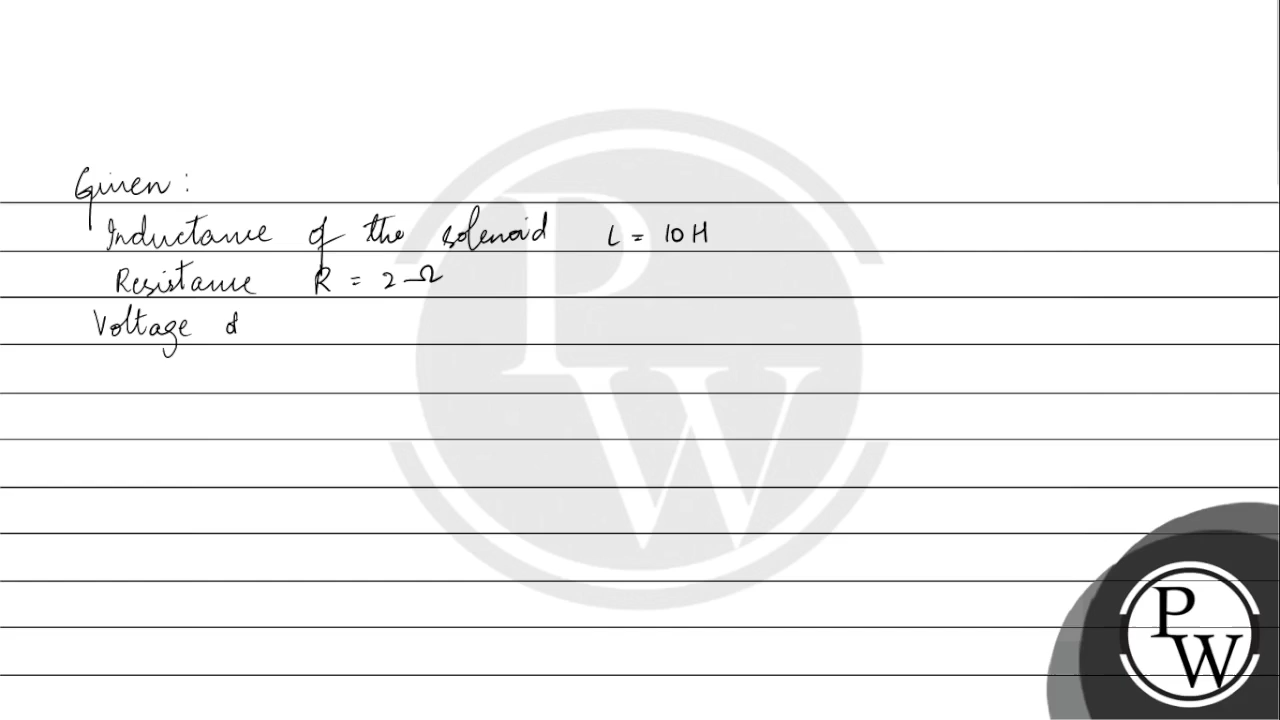 Given :
Inductance of the solenoid L = 10 H
Resistance R = 2 Ω
Voltage
P
W
P
W